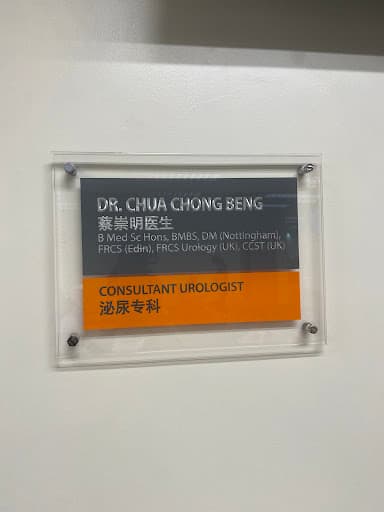 DR. CHUA CHONG BENG
蔡崇明医生
B Med Sc Hons, BMBS, DM (Nottingham),
FRCS (Edin), FRCS Urology (UK), CCST (UK)
CONSULTANT UROLOGIST
泌尿专科